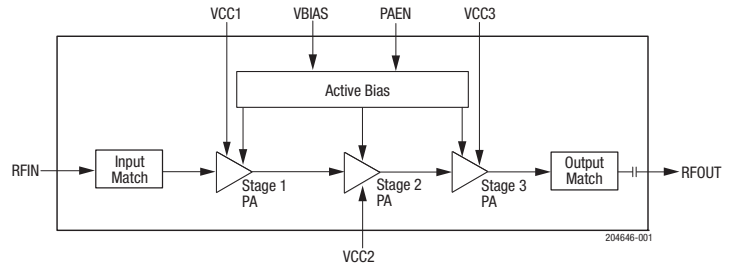 VCC1
VBIAS
PAEN
VCC3
Active Bias
RFIN
Input
Match
Stage 1
PA
Stage 2
PA
Stage 3
PA
Output
Match
RFOUT
204646-001
VCC2